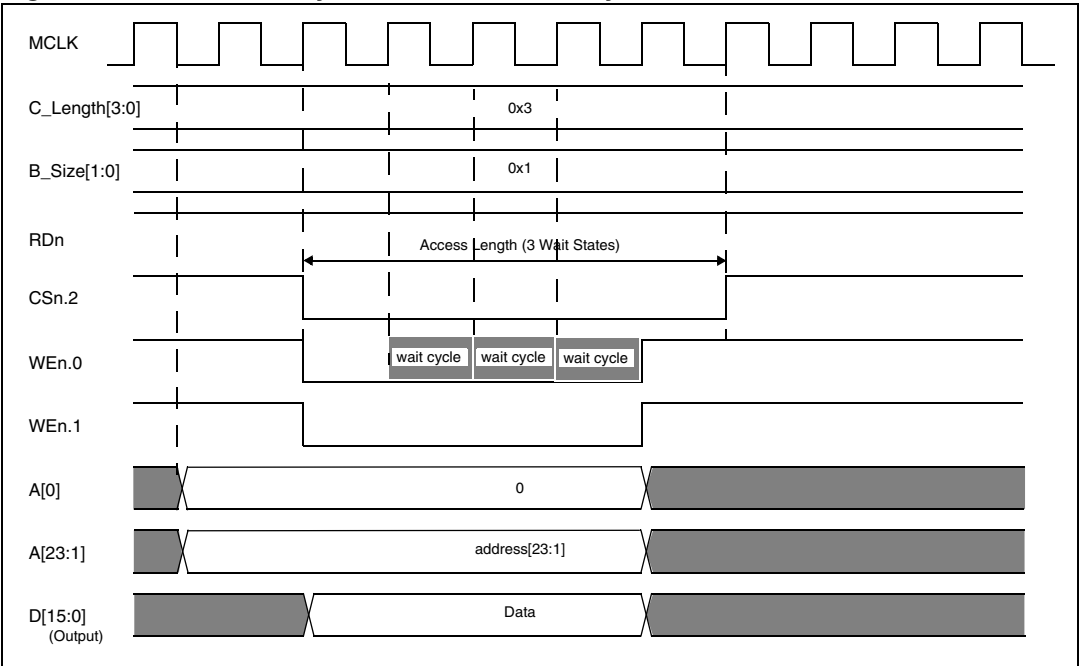 MCLK
C_Length[3:0]
0x3
B_Size[1:0]
0x1
RDn
Access Length (3 Wait States)
CSn.2
WEn.0
wait cycle wait cycle wait cycle
WEn.1
A[0]
0
A[23:1]
address[23:1]
D[15:0]
Data
(Output)